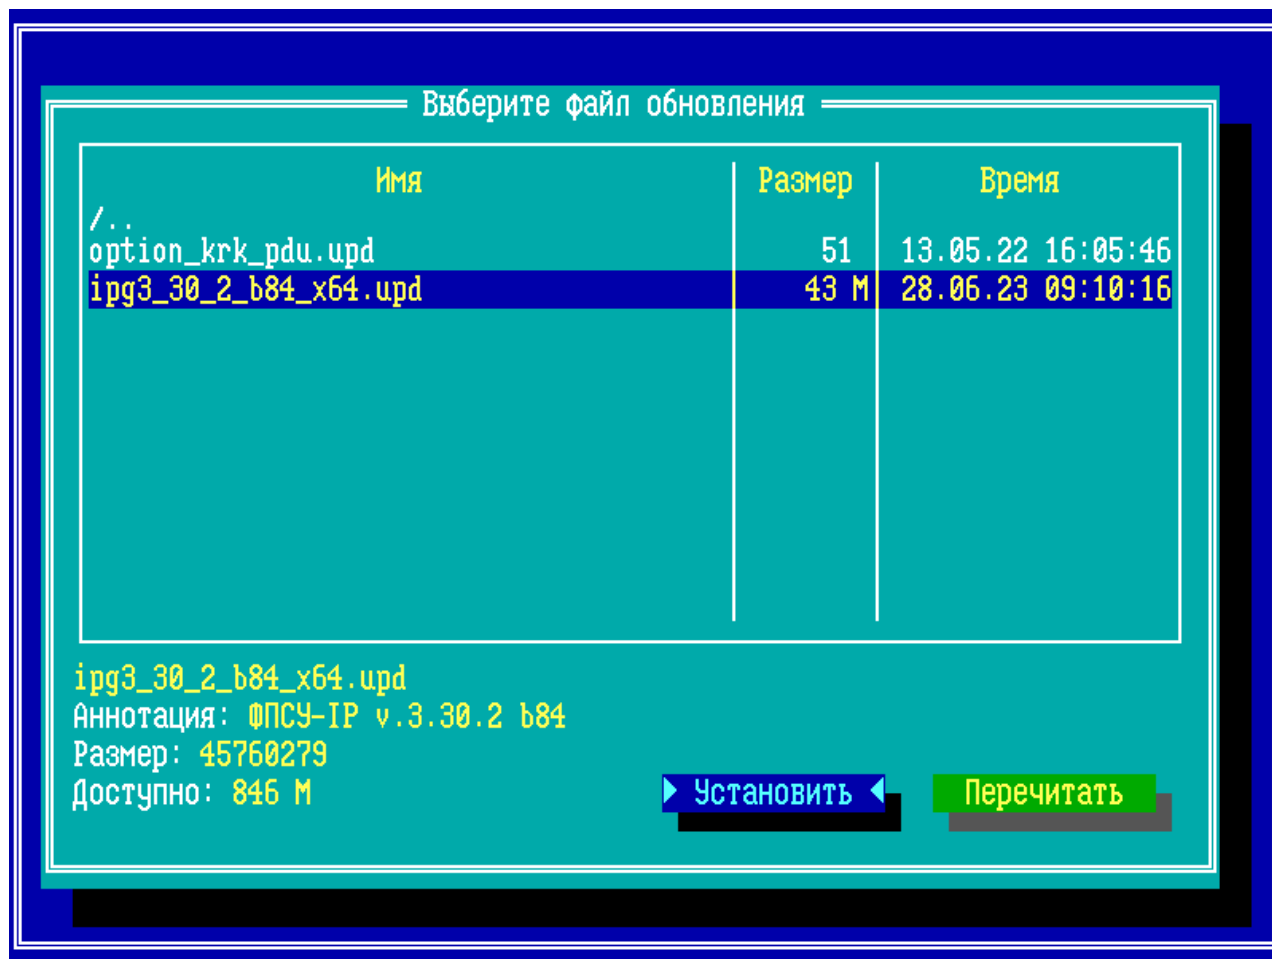 Выберите файл обновления
Имя Размер Время
/..
option_krk_pdu.upd 51 13.05.22 16:05:46
ipg3_30_2_b84_x64.upd 43 M 28.06.23 09:10:16
ipg3_30_2_b84_x64.upd
Аннотация: ФПСУ-IP v.3.30.2 b84
Размер: 45760279
Доступно: 846 M
Установить Перечитать